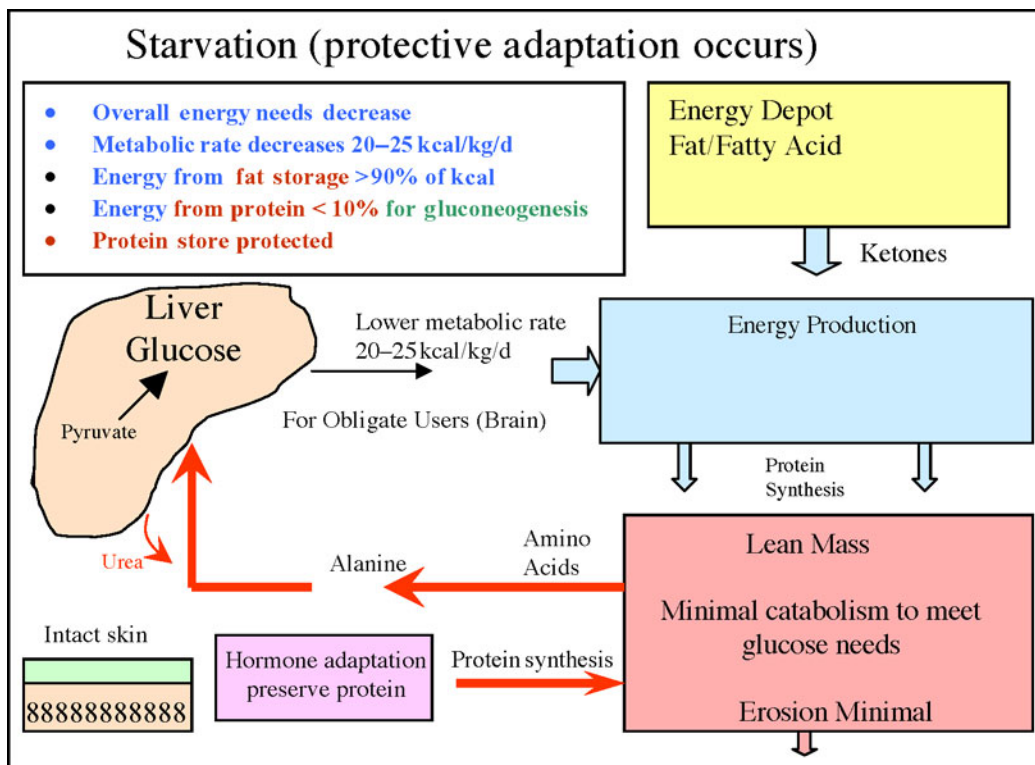 Starvation (protective adaptation occurs)
• Overall energy needs decrease
• Metabolic rate decreases 20–25 kcal/kg/d
• Energy from fat storage >90% of kcal
• Energy from protein < 10% for gluconeogenesis
• Protein store protected
Energy Depot
Fat/Fatty Acid
Ketones
Liver
Glucose
Pyruvate
Lower metabolic rate
20–25 kcal/kg/d
For Obligate Users (Brain)
Energy Production
Protein
Synthesis
Urea
Alanine
Amino
Acids
Lean Mass
Minimal catabolism to meet
glucose needs
Erosion Minimal
Intact skin
88888888888
Hormone adaptation
preserve protein
Protein synthesis